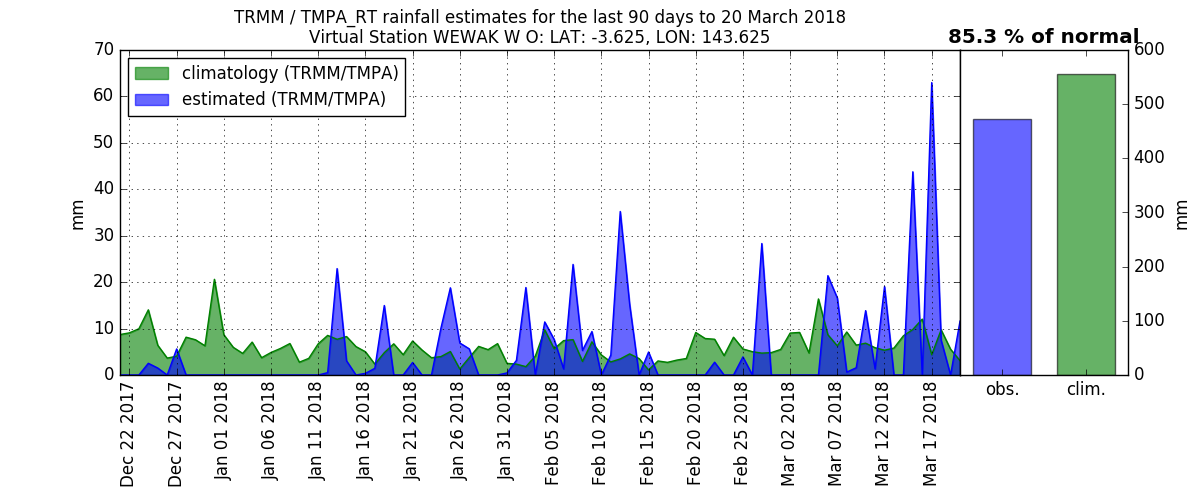 TRMM / TMPA_RT rainfall estimates for the last 90 days to 20 March 2018
Virtual Station WEWAK W O: LAT: -3.625, LON: 143.625
85.3 % of normal
climatology (TRMM/TMPA)
estimated (TRMM/TMPA)
70
60
50
40
30
20
10
0
mm
Dec 22 2017
Dec 27 2017
Jan 01 2018
Jan 06 2018
Jan 11 2018
Jan 16 2018
Jan 21 2018
Jan 26 2018
Jan 31 2018
Feb 05 2018
Feb 10 2018
Feb 15 2018
Feb 20 2018
Feb 25 2018
Mar 02 2018
Mar 07 2018
Mar 12 2018
Mar 17 2018
obs.
clim.
600
500
400
300
200
100
0
mm